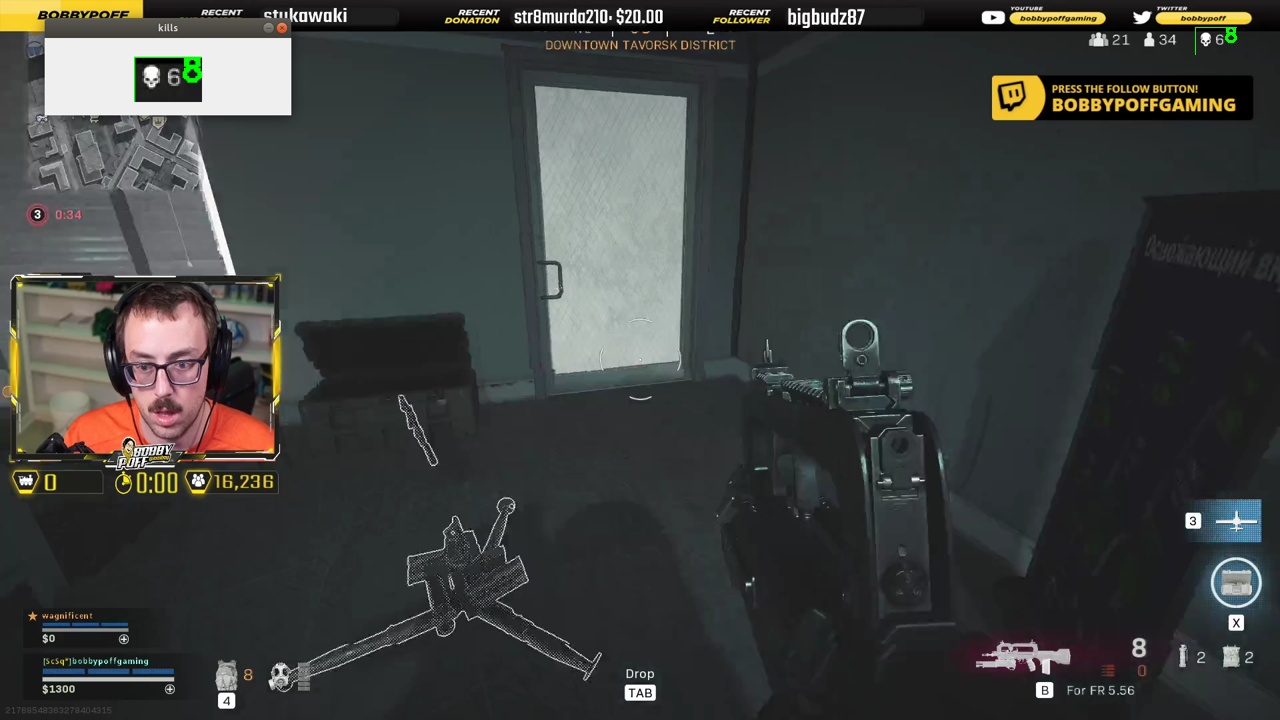 BOBBYPOFF
RECENT
stukawaki
RECENT DONATION
str8murda210: $20.00
RECENT FOLLOWER
bigbudz87
YOUTUBE
bobbypoffgaming
TWITTER
bobbypoff
kills
6 8
DOWNTOWN TAVORSK DISTRICT
21 34 6 8
PRESS THE FOLLOW BUTTON!
BOBBYPOFFGAMING
3 0:34
BOBBY
POFF
0 0:00 16,236
3
X
wagnificent
$0
[ScSq*]bobbypoffgaming
$1300
8
4
Drop
TAB
8
0
2 2
B For FR 5.56